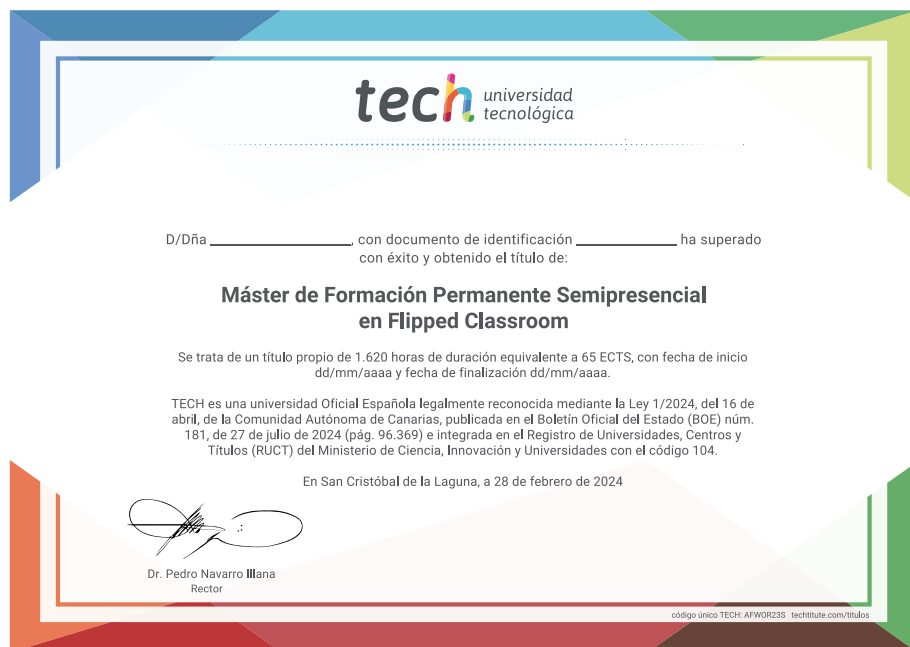 tech universidad
tecnológica
D/Dña ______________, con documento de identificación __________ ha superado
con éxito y obtenido el título de:
Máster de Formación Permanente Semipresencial
en Flipped Classroom
Se trata de un título propio de 1.620 horas de duración equivalente a 65 ECTS, con fecha de inicio
dd/mm/aaaa y fecha de finalización dd/mm/aaaa.
TECH es una universidad Oficial Española legalmente reconocida mediante la Ley 1/2024, del 16 de
abril, de la Comunidad Autónoma de Canarias, publicada en el Boletín Oficial del Estado (BOE) núm.
181, de 27 de julio de 2024 (pág. 96.369) e integrada en el Registro de Universidades, Centros y
Títulos (RUCT) del Ministerio de Ciencia, Innovación y Universidades con el código 104.
En San Cristóbal de la Laguna, a 28 de febrero de 2024
Dr. Pedro Navarro Illana
Rector
código único TECH: AFWOR23S techtitute.com/titulos